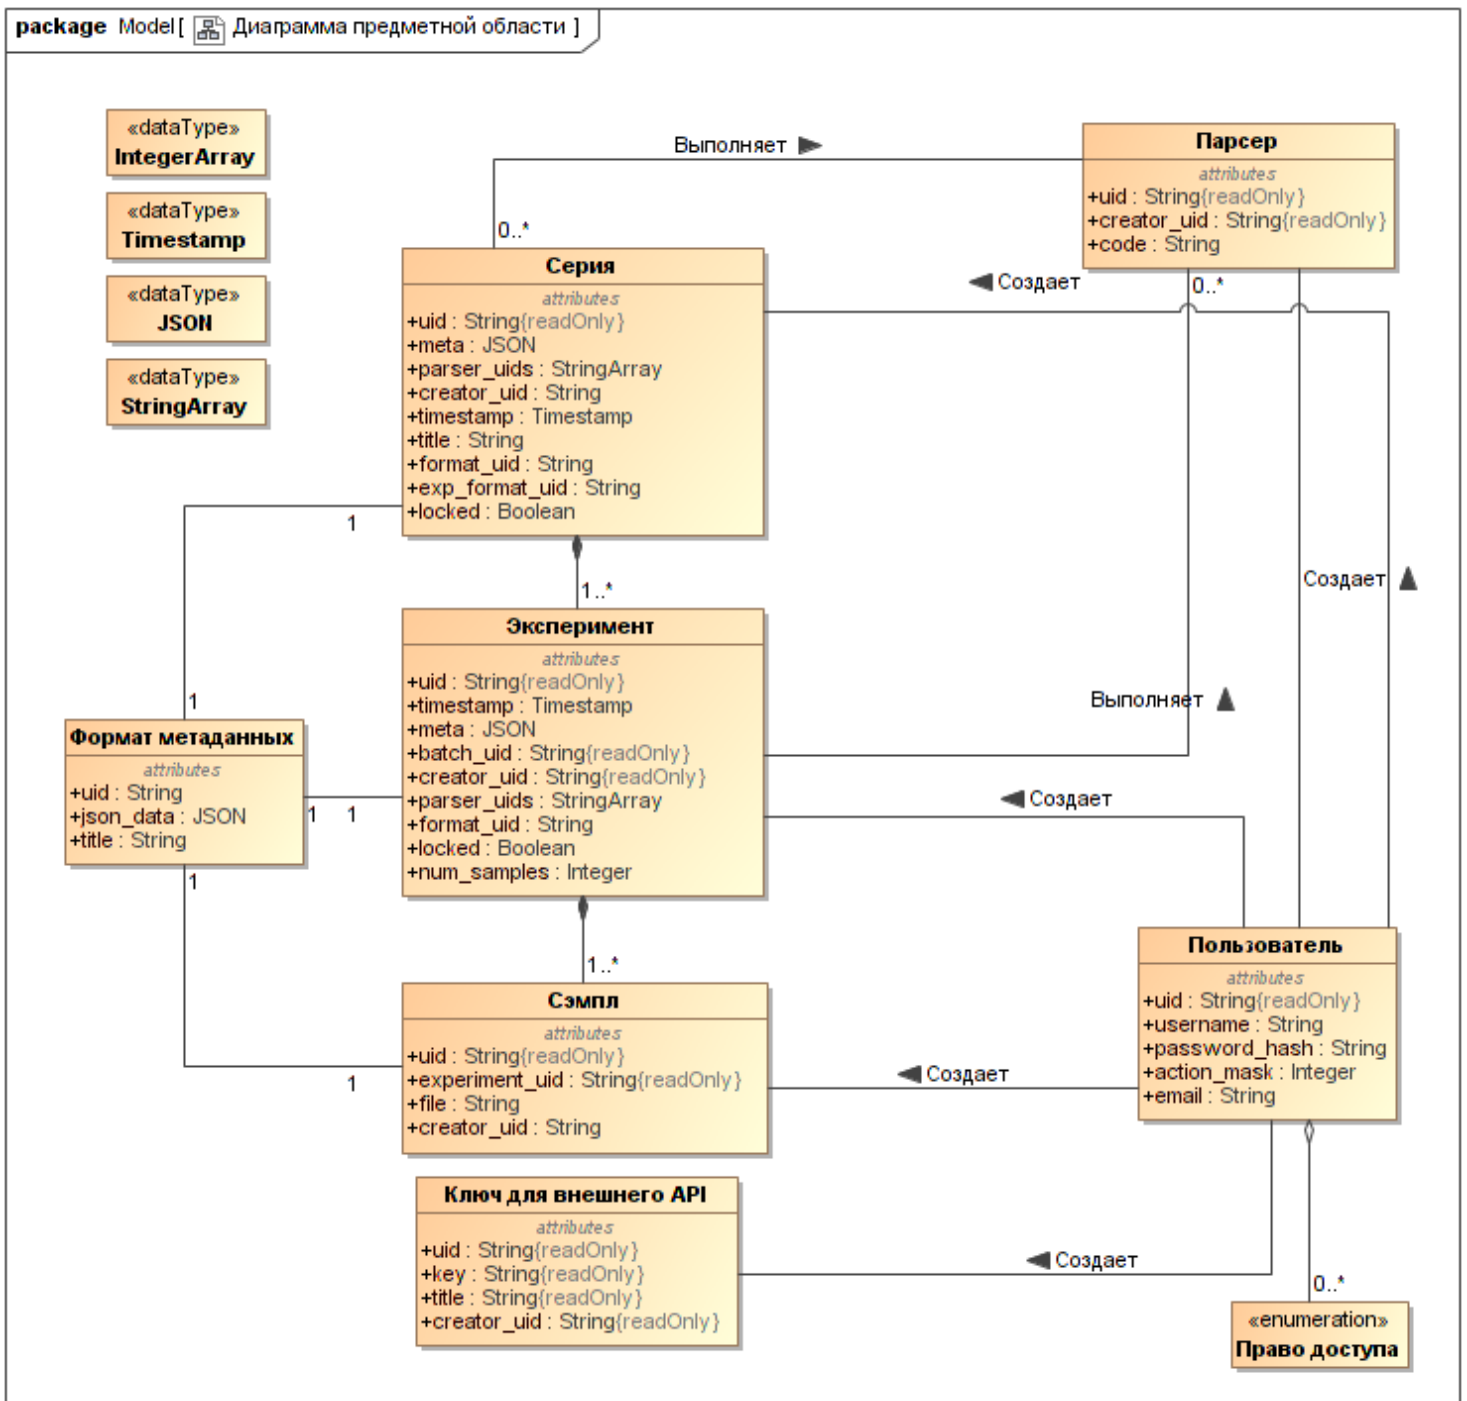 package Model[ Диаграмма предметной области ]
«dataType»
IntegerArray
«dataType»
Timestamp
«dataType»
JSON
«dataType»
StringArray
Выполняет
0..*
Парсер
attributes
+uid : String{readOnly}
+creator_uid : String{readOnly}
+code : String
0..*
Создает
Серия
attributes
+uid : String{readOnly}
+meta : JSON
+parser_uids : StringArray
+creator_uid : String
+timestamp : Timestamp
+title : String
+format_uid : String
+exp_format_uid : String
+locked : Boolean
1
1..*
Создает
Эксперимент
attributes
+uid : String{readOnly}
+timestamp : Timestamp
+meta : JSON
+batch_uid : String{readOnly}
+creator_uid : String{readOnly}
+parser_uids : StringArray
+format_uid : String
+locked : Boolean
+num_samples : Integer
Выполняет
1
Формат метаданных
attributes
+uid : String
+json_data : JSON
+title : String
1 1
1
Создает
1..*
Сэмпл
attributes
+uid : String{readOnly}
+experiment_uid : String{readOnly}
+file : String
+creator_uid : String
1
Создает
Пользователь
attributes
+uid : String{readOnly}
+username : String
+password_hash : String
+action_mask : Integer
+email : String
Ключ для внешнего API
attributes
+uid : String{readOnly}
+key : String{readOnly}
+title : String{readOnly}
+creator_uid : String{readOnly}
Создает
0..*
«enumeration»
Право доступа